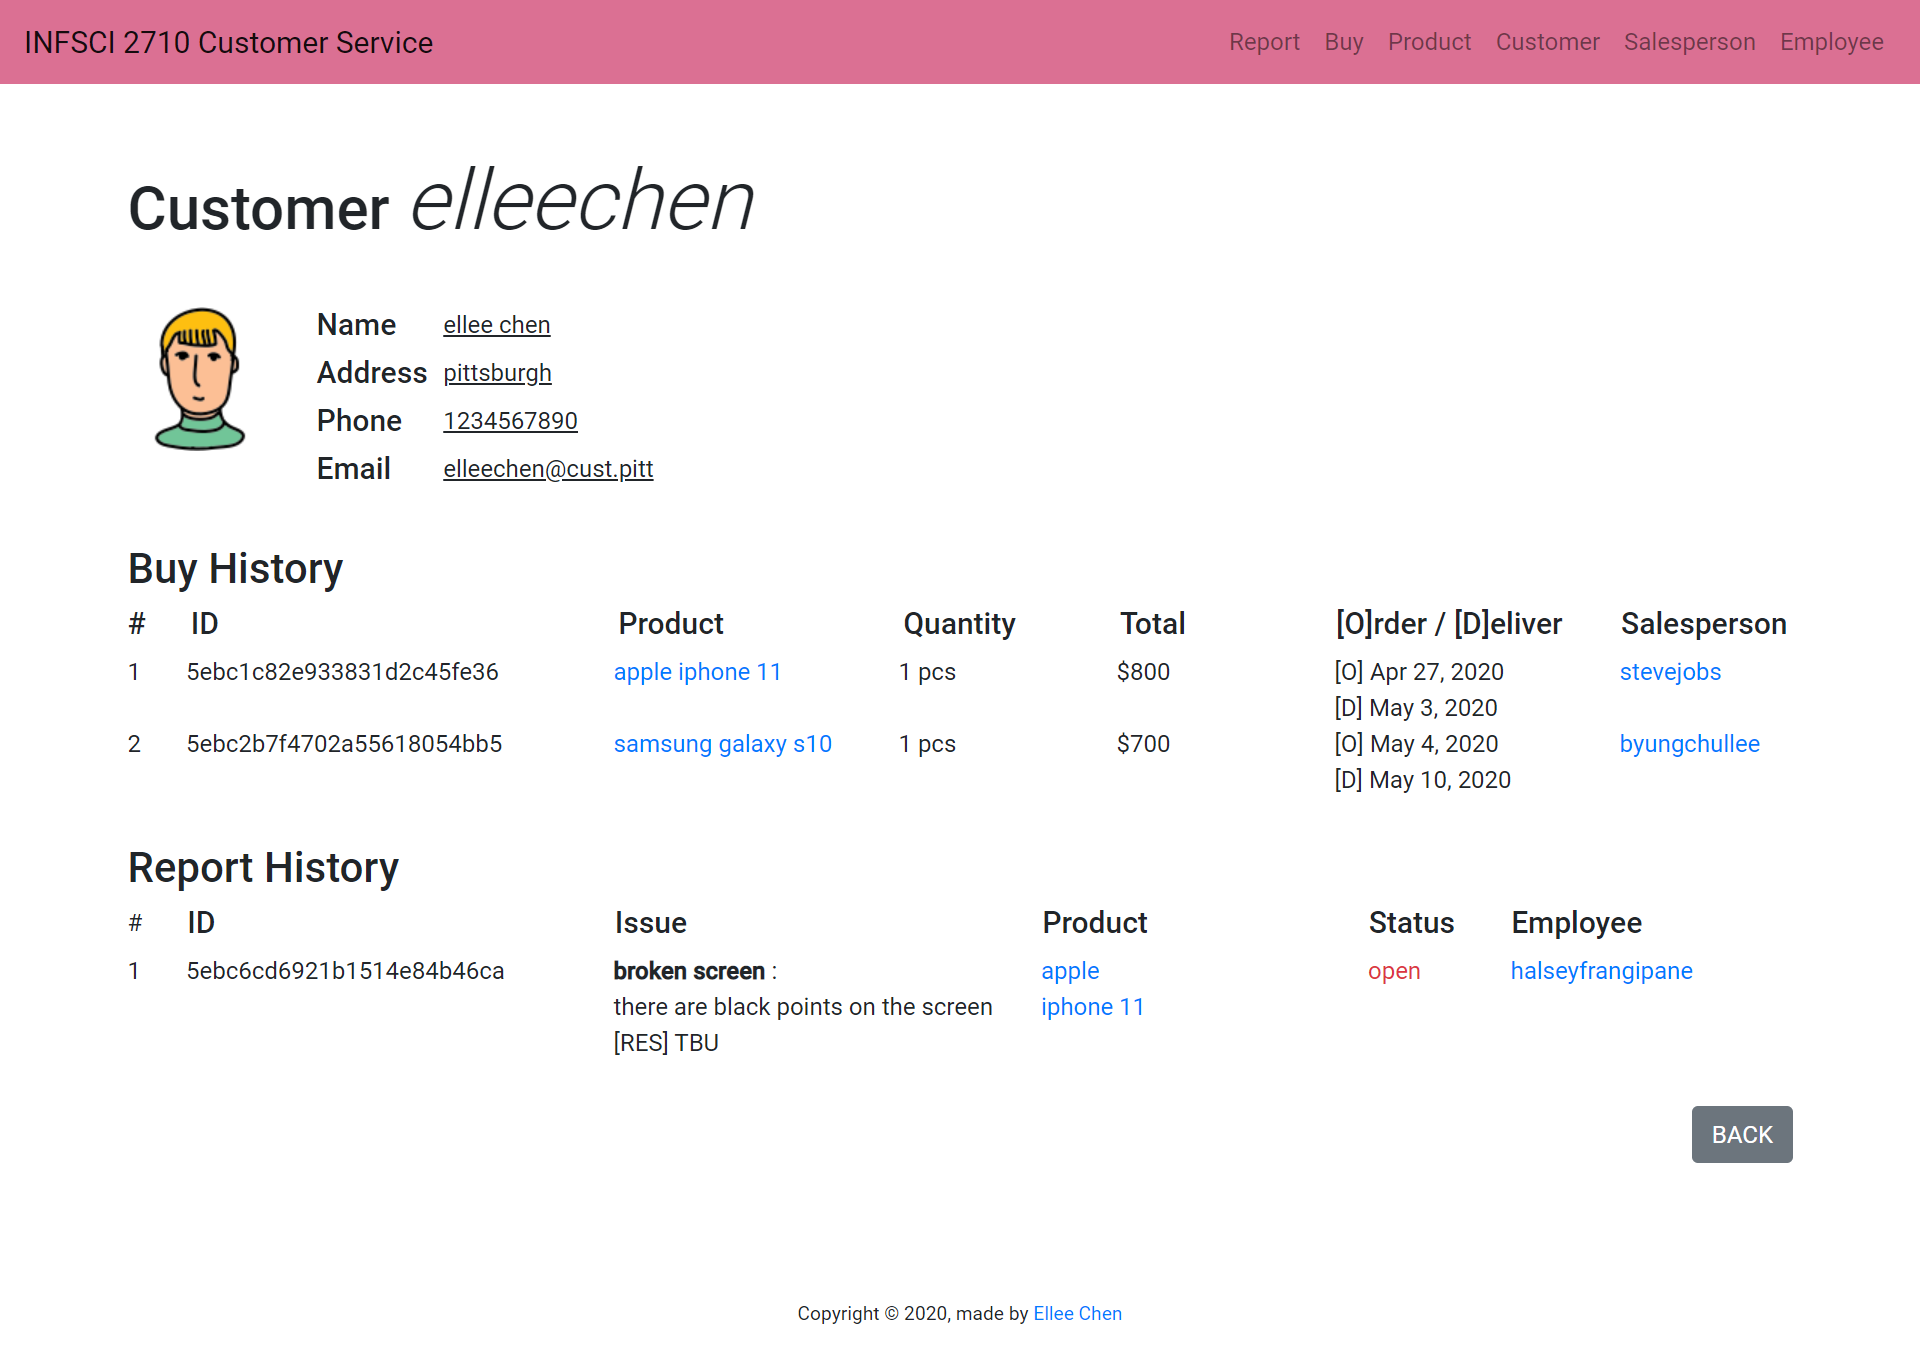 INFSCI 2710 Customer Service Report Buy Product Customer Salesperson Employee
Customer elleechen
Name ellee chen
Address pittsburgh
Phone 1234567890
Email elleechen@cust.pitt
Buy History
# ID Product Quantity Total [O]rder / [D]eliver Salesperson
1 5ebc1c82e933831d2c45fe36 apple iphone 11 1 pcs $800 [O] Apr 27, 2020 stevejobs
[D] May 3, 2020
2 5ebc2b7f4702a55618054bb5 samsung galaxy s10 1 pcs $700 [O] May 4, 2020 byungchullee
[D] May 10, 2020
Report History
# ID Issue Product Status Employee
1 5ebc6cd6921b1514e84b46ca broken screen : apple open halseyfrangipane
there are black points on the screen iphone 11
[RES] TBU
BACK
Copyright © 2020, made by Ellee Chen